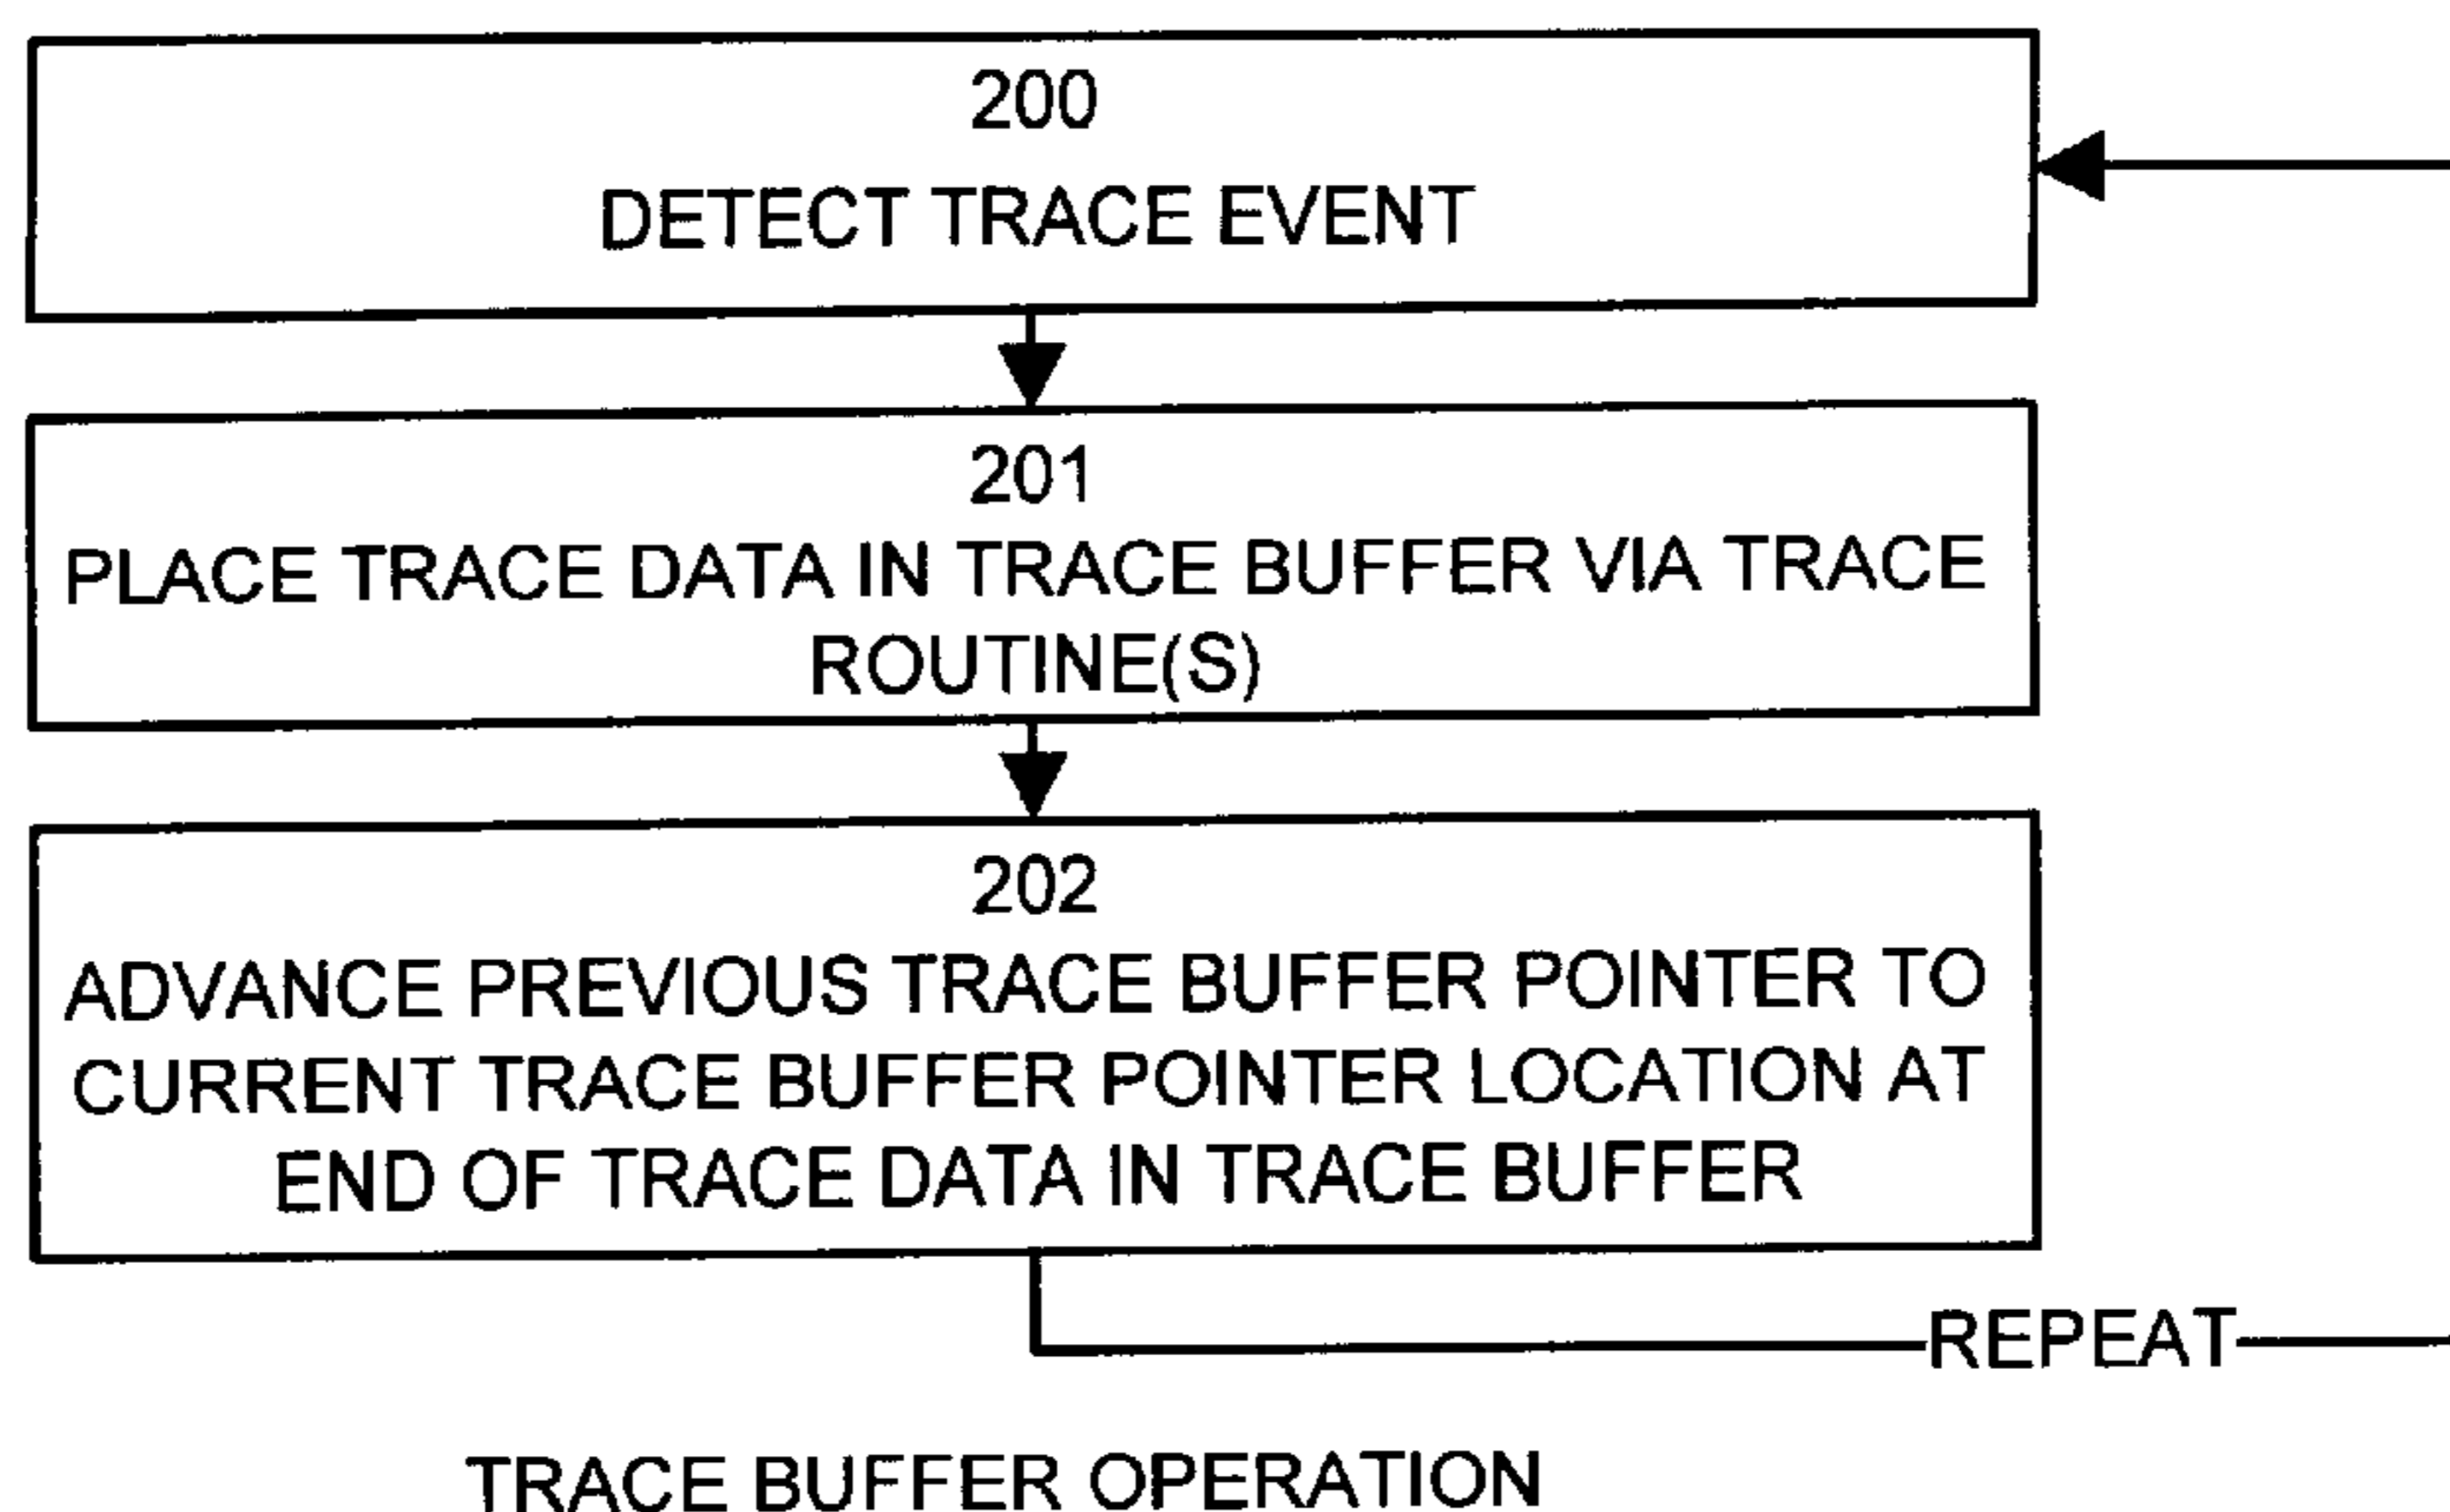 200
DETECT TRACE EVENT
201
PLACE TRACE DATA IN TRACE BUFFER VIA TRACE
ROUTINE(S)
202
ADVANCE PREVIOUS TRACE BUFFER POINTER TO
CURRENT TRACE BUFFER POINTER LOCATION AT
END OF TRACE DATA IN TRACE BUFFER
REPEAT
TRACE BUFFER OPERATION